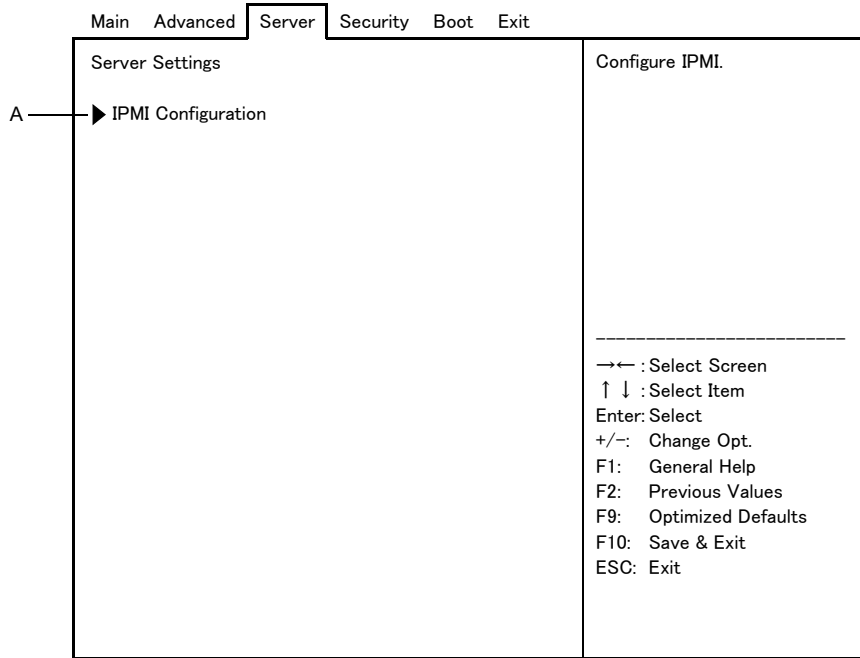 Main Advanced Server Security Boot Exit
Server Settings
A
IPMI Configuration
Configure IPMI.
--------------------------
→← : Select Screen
↑ ↓ : Select Item
Enter: Select
+/-: Change Opt.
F1: General Help
F2: Previous Values
F9: Optimized Defaults
F10: Save & Exit
ESC: Exit